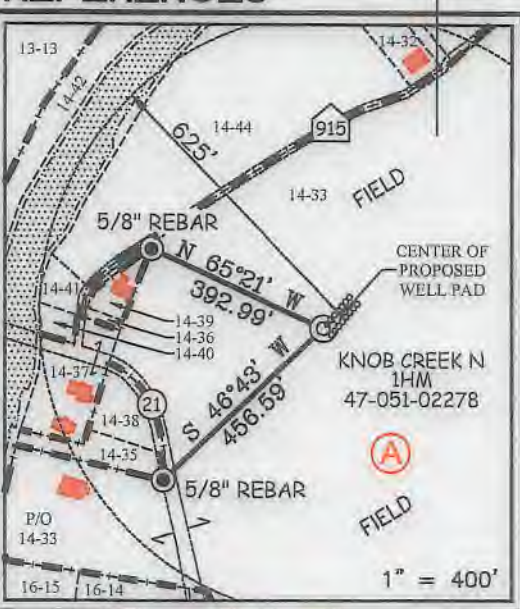 13-13
14-42
14-32
14-44
625'
915
14-33
FIELD
5/8" REBAR
N 65°21' W
392.99'
CENTER OF
PROPOSED
WELL PAD
14-41
14-39
14-36
14-40
S 46°43' W
456.59'
KNOB CREEK N
1HM
47-051-02278
14-37
21
14-38
14-35
A
5/8" REBAR
FIELD
P/O
14-33
16-15
16-14
1" = 400'